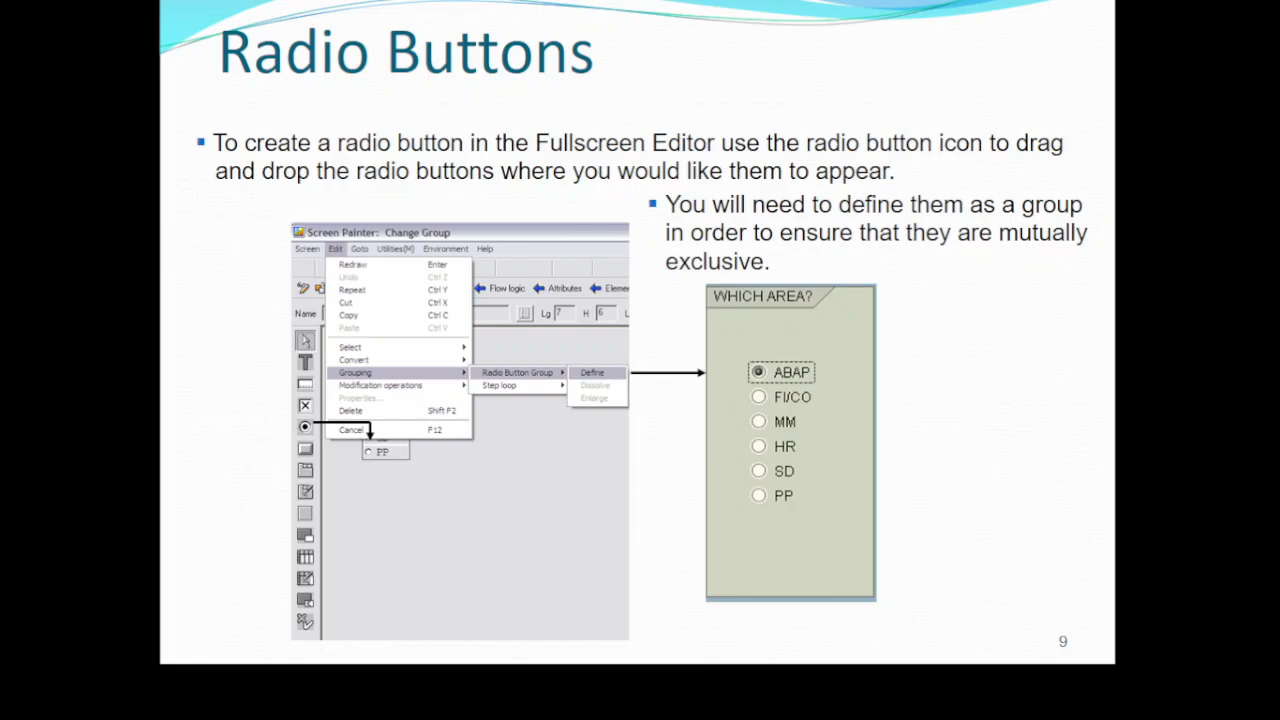 Radio Buttons
To create a radio button in the Fullscreen Editor use the radio button icon to drag
and drop the radio buttons where you would like them to appear.
You will need to define them as a group
in order to ensure that they are mutually
exclusive.
Screen Painter: Change Group
Screen Edit Goto Utilities(M) Environment Help
Redraw Enter
Undo Ctrl Z
Repeat Ctrl Y
Cut Ctrl X
Copy Ctrl C
Paste Ctrl V
Select
Convert
Grouping
Modification operations
Properties...
Delete Shift F2
Cancel F12
Flow logic Attributes Eleme
Name Lg 7 H 6 L
Radio Button Group
Step loop
Define
Dissolve
Enlarge
PP
WHICH AREA?
ABAP
FI/CO
MM
HR
SD
PP
9